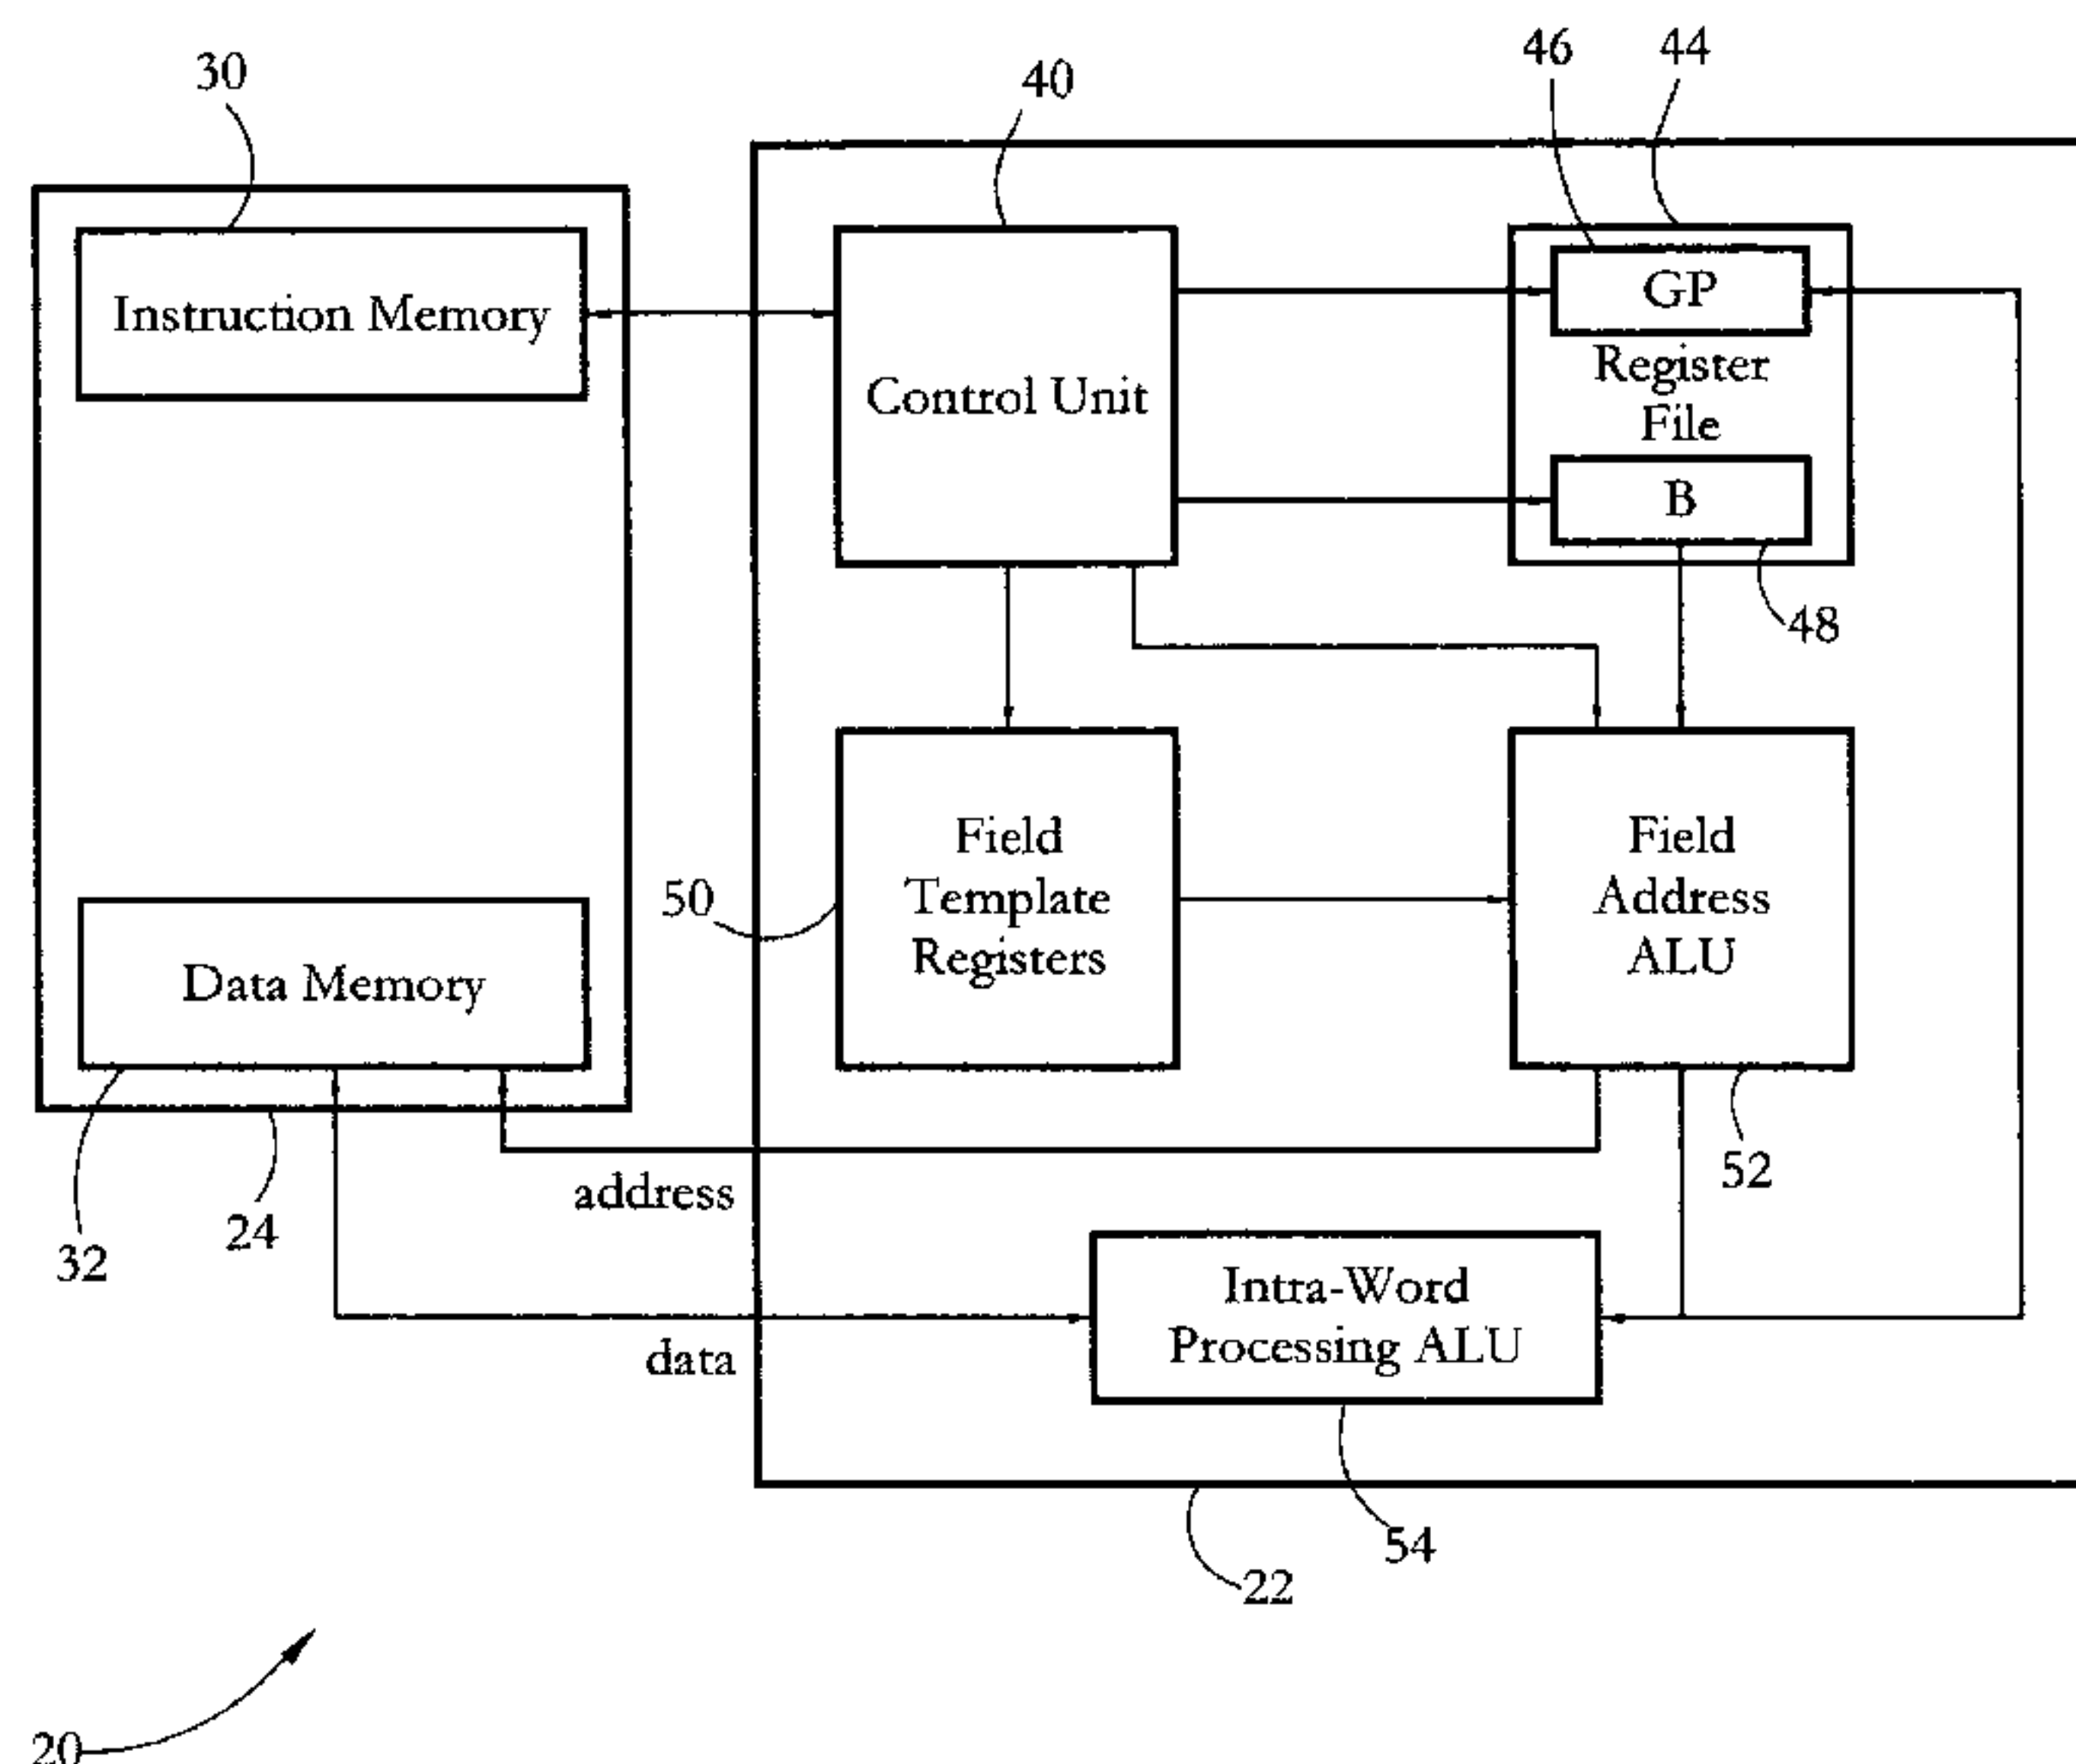 46
44
30
40
GP
Instruction Memory
Register
File
Control Unit
B
48
Field
Template
Registers
Field
Address
ALU
50
Data Memory
52
address
24
32
Intra-Word
Processing ALU
data
54
22
20